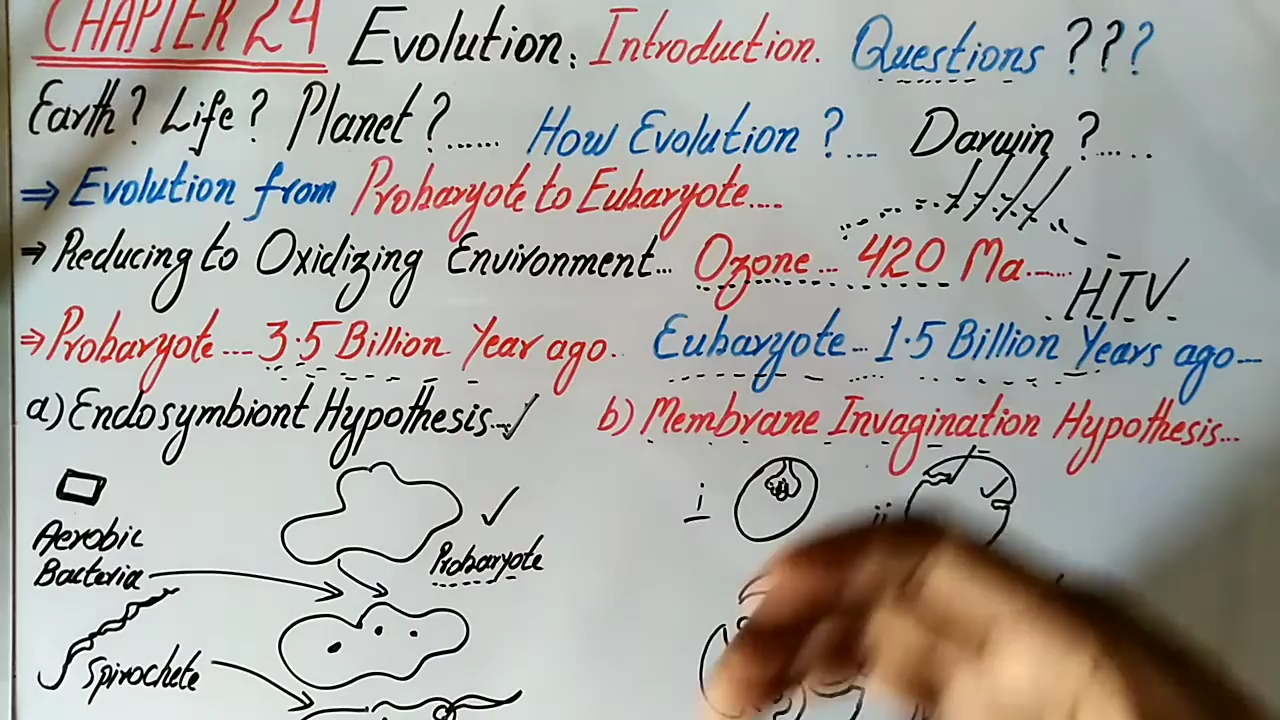 CHAPTER 24 Evolution: Introduction. Questions ???
Earth? Life? Planet?...... How Evolution?... Darwin?.....
⇒ Evolution from Prokaryote to Eukaryote....
⇒ Reducing to Oxidizing Environment... Ozone... 420 Ma......
HTV
⇒ Prokaryote.... 3.5 Billion Year ago.. Eukaryote... 1.5 Billion Years ago...
a) Endosymbiont Hypothesis... b) Membrane Invagination Hypothesis...
i ii
Aerobic
Bacteria
Prokaryote
Spirochete